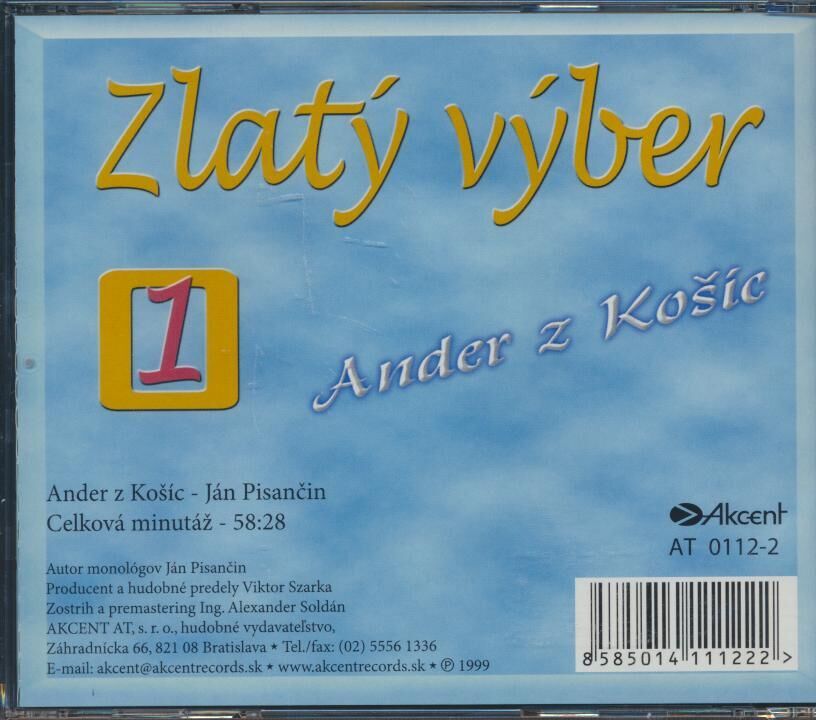 Zlatý výber
1
Ander z Košíc
Ander z Košíc - Ján Pisančin
Celková minutáž - 58:28
Akcent
AT 0112-2
Autor monológov Ján Pisančin
Producent a hudobné predely Viktor Szarka
Zostrih a premastering Ing. Alexander Soldán
AKCENT AT, s. r. o., hudobné vydavateľstvo,
Záhradnícka 66, 821 08 Bratislava ★ Tel./fax: (02) 5556 1336
E-mail: akcent@akcentrecords.sk ★ www.akcentrecords.sk ★ ℗ 1999
8 585014 111222 >